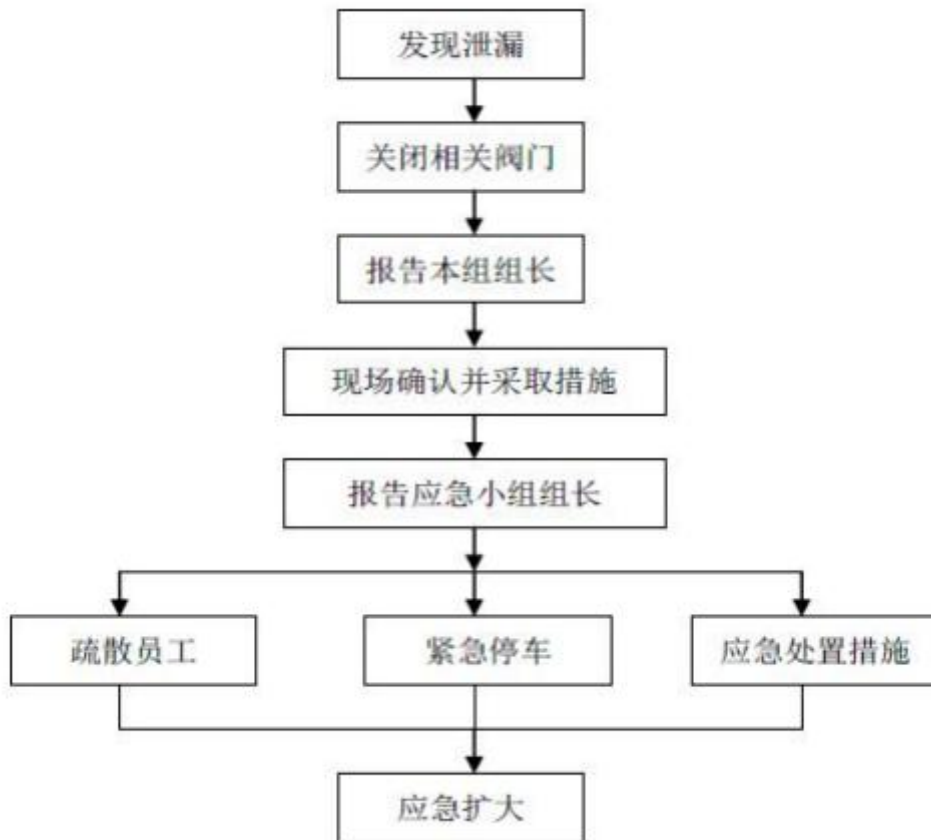 发现泄漏
关闭相关阀门
报告本组组长
现场确认并采取措施
报告应急小组组长
疏散员工
紧急停车
应急处置措施
应急扩大